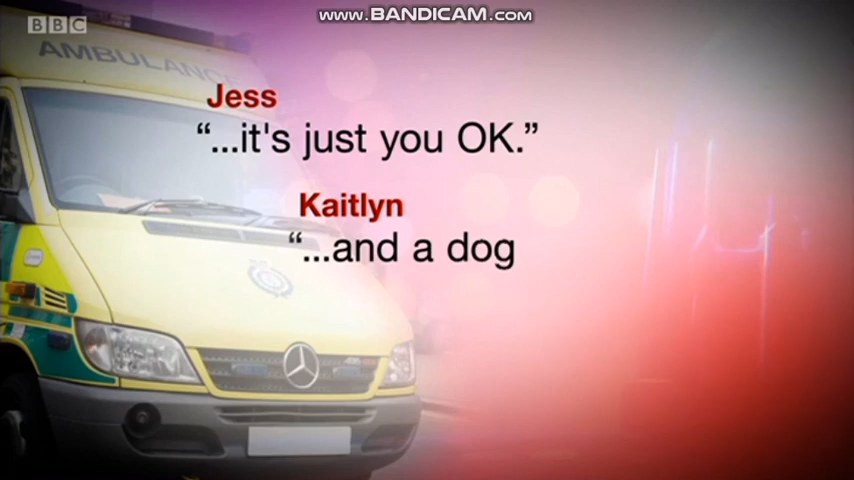 www.BANDICAM.com
BBC
AMBULANCE
Jess
“...it's just you OK.”
Kaitlyn
“...and a dog